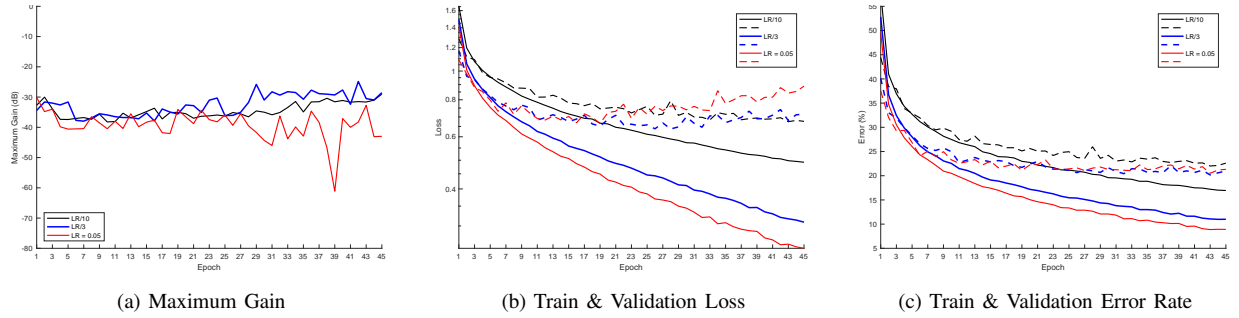 0
-10
-20
-30
-40
-50
-60
-70
-80
Maximum Gain (dB)
LR/10
LR/3
LR = 0.05
1 3 5 7 9 11 13 15 17 19 21 23 25 27 29 31 33 35 37 39 41 43 45
Epoch
(a) Maximum Gain
1.6
1.4
1.2
1
0.8
0.6
0.4
Loss
LR/10
LR/3
LR = 0.05
1 3 5 7 9 11 13 15 17 19 21 23 25 27 29 31 33 35 37 39 41 43 45
Epoch
(b) Train & Validation Loss
55
50
45
40
35
30
25
20
15
10
5
Error (%)
LR/10
LR/3
LR = 0.05
1 3 5 7 9 11 13 15 17 19 21 23 25 27 29 31 33 35 37 39 41 43 45
Epoch
(c) Train & Validation Error Rate